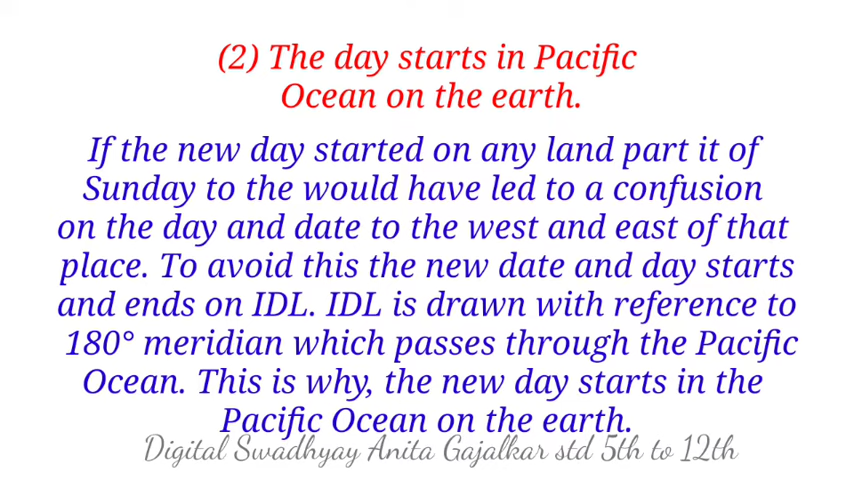 (2) The day starts in Pacific
Ocean on the earth.
If the new day started on any land part it of
Sunday to the would have led to a confusion
on the day and date to the west and east of that
place. To avoid this the new date and day starts
and ends on IDL. IDL is drawn with reference to
180° meridian which passes through the Pacific
Ocean. This is why, the new day starts in the
Pacific Ocean on the earth.
Digital Swadhyay Anita Gajalkar std 5th to 12th